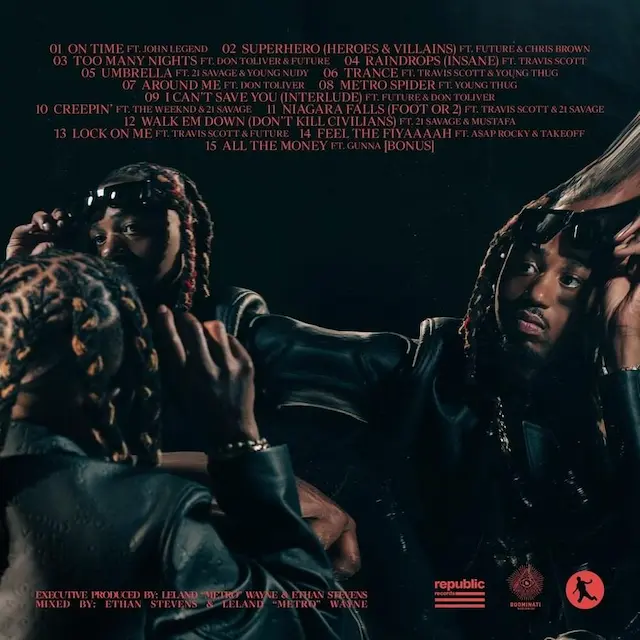 01 ON TIME FT. JOHN LEGEND 02 SUPERHERO (HEROES & VILLAINS) FT. FUTURE & CHRIS BROWN
03 TOO MANY NIGHTS FT. DON TOLIVER & FUTURE 04 RAINDROPS (INSANE) FT. TRAVIS SCOTT
05 UMBRELLA FT. 21 SAVAGE & YOUNG NUDY 06 TRANCE FT. TRAVIS SCOTT & YOUNG THUG
07 AROUND ME FT. DON TOLIVER 08 METRO SPIDER FT. YOUNG THUG
09 I CAN'T SAVE YOU (INTERLUDE) FT. FUTURE & DON TOLIVER
10 CREEPIN' FT. THE WEEKND & 21 SAVAGE 11 NIAGARA FALLS (FOOT OR 2) FT. TRAVIS SCOTT & 21 SAVAGE
12 WALK EM DOWN (DON'T KILL CIVILIANS) FT. 21 SAVAGE & MUSTAFA
13 LOCK ON ME FT. TRAVIS SCOTT & FUTURE 14 FEEL THE FIYAAAAH FT. A$AP ROCKY & TAKEOFF
15 ALL THE MONEY FT. GUNNA [BONUS]
EXECUTIVE PRODUCED BY: LELAND "METRO" WAYNE & ETHAN STEVENS
MIXED BY: ETHAN STEVENS & LELAND "METRO" WAYNE
republic
records
BOOMINATI